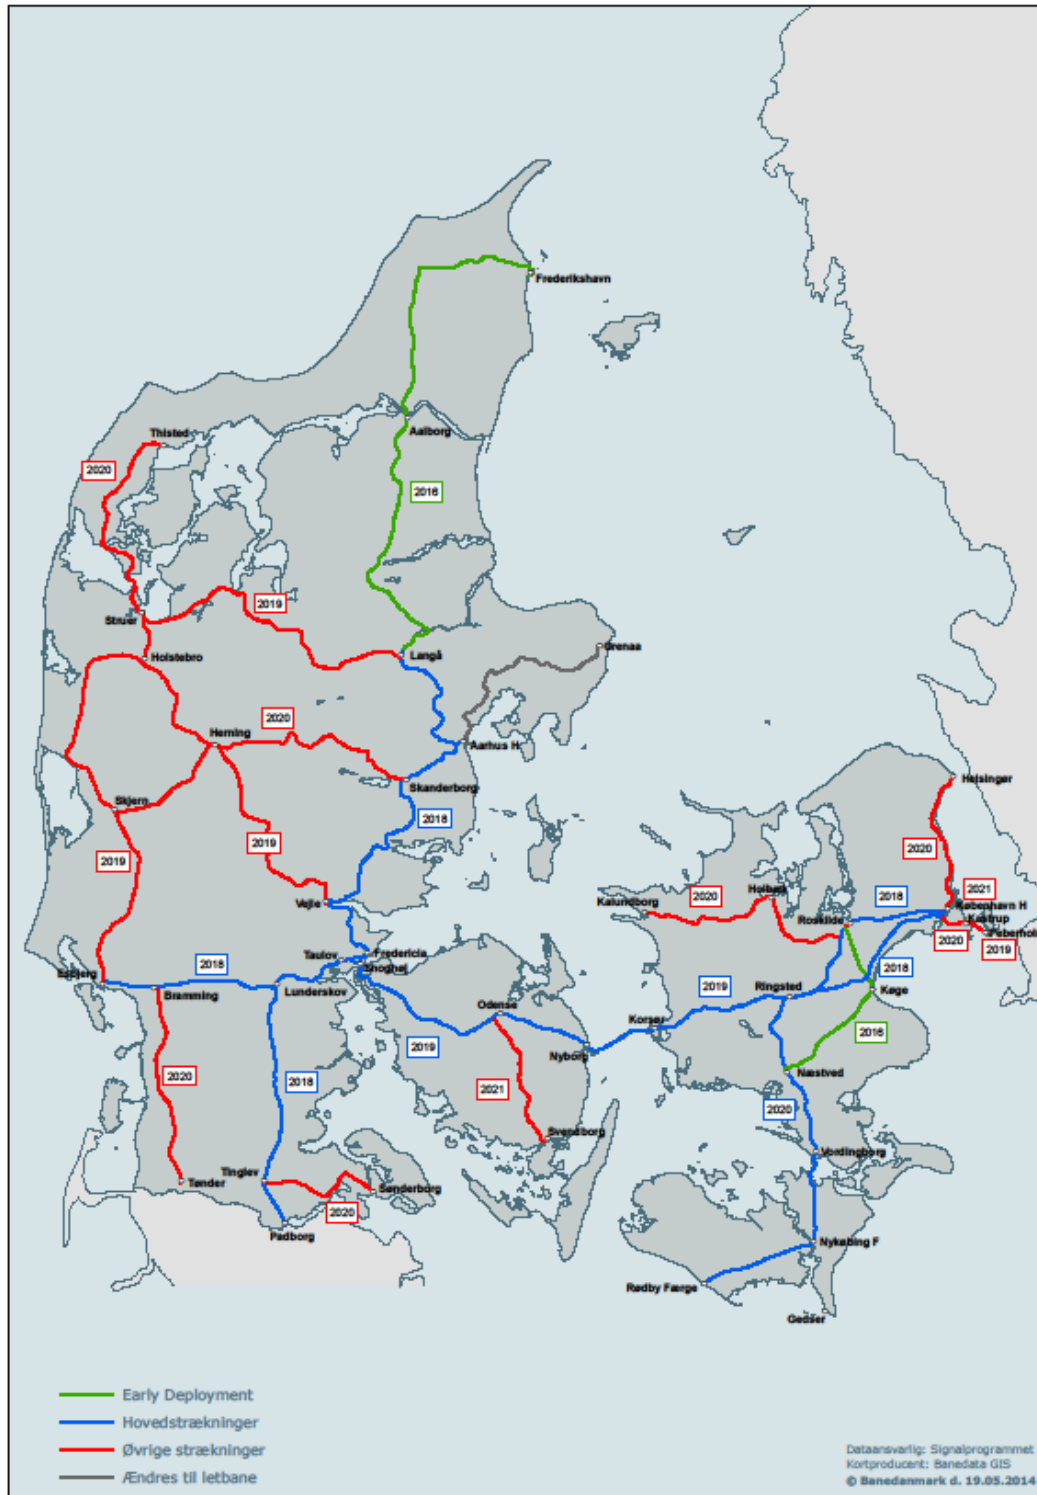 Frederikshavn
Aalborg
Thisted
2020
2016
2019
Struer
Holstebro
Langå
Grenaa
2020
Herning
Aarhus H
Skanderborg
Skjern
2018
2019
2019
Vejle
Helsingør
2020
2021
København H
Kastrup
Peberholm
2020
2019
2018
Holbæk
2020
Kalundborg
Roskilde
2018
Køge
Ringsted
2019
Korsør
2016
Næstved
2020
Vordingborg
Nykøbing F
Rødby Færge
Gedser
Fredericia
Taulov
Snoghøj
Esbjerg
2018
Bramming
Lunderskov
Odense
2019
Nyborg
2020
2018
2021
Svendborg
Tønder
Tinglev
Sønderborg
2020
Padborg
Early Deployment
Hovedstrækninger
Øvrige strækninger
Ændres til letbane
Dataansvarlig: Signalprogrammet
Kortproducent: Banedata GIS
© Banedanmark d. 19.05.2014